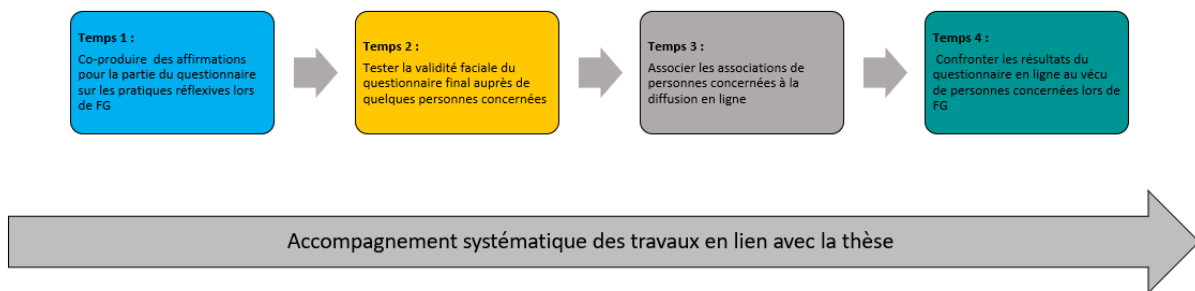 Temps 1 :
Co-produire des affirmations
pour la partie du questionnaire
sur les pratiques réflexives lors
de FG
Temps 2 :
Tester la validité faciale du
questionnaire final auprès de
quelques personnes concernées
Temps 3 :
Associer les associations de
personnes concernées à la
diffusion en ligne
Temps 4 :
Confronter les résultats du
questionnaire en ligne au vécu
de personnes concernées lors de
FG
Accompagnement systématique des travaux en lien avec la thèse